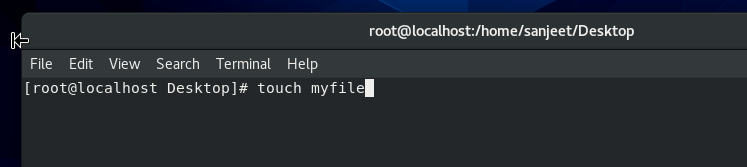 root@localhost:/home/sanjeet/Desktop
File Edit View Search Terminal Help
[root@localhost Desktop]# touch myfile